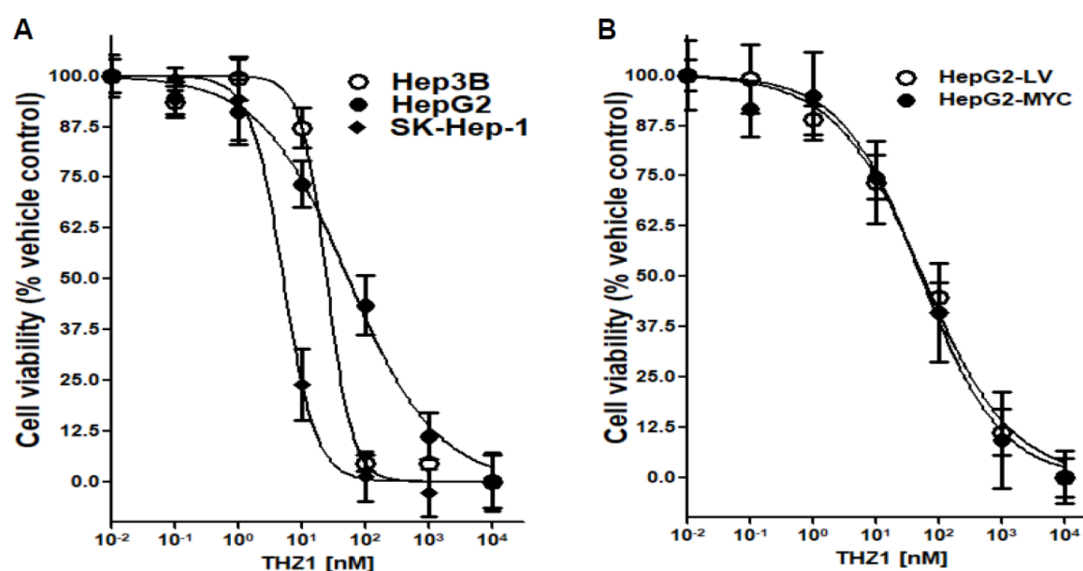 A
Cell viability (% vehicle control)
100.0
87.5
75.0
62.5
50.0
37.5
25.0
12.5
0.0
Hep3B
HepG2
SK-Hep-1
10⁻² 10⁻¹ 10⁰ 10¹ 10² 10³ 10⁴
THZ1 [nM]
B
Cell viability (% vehicle control)
100.0
87.5
75.0
62.5
50.0
37.5
25.0
12.5
0.0
HepG2-LV
HepG2-MYC
10⁻² 10⁻¹ 10⁰ 10¹ 10² 10³ 10⁴
THZ1 [nM]